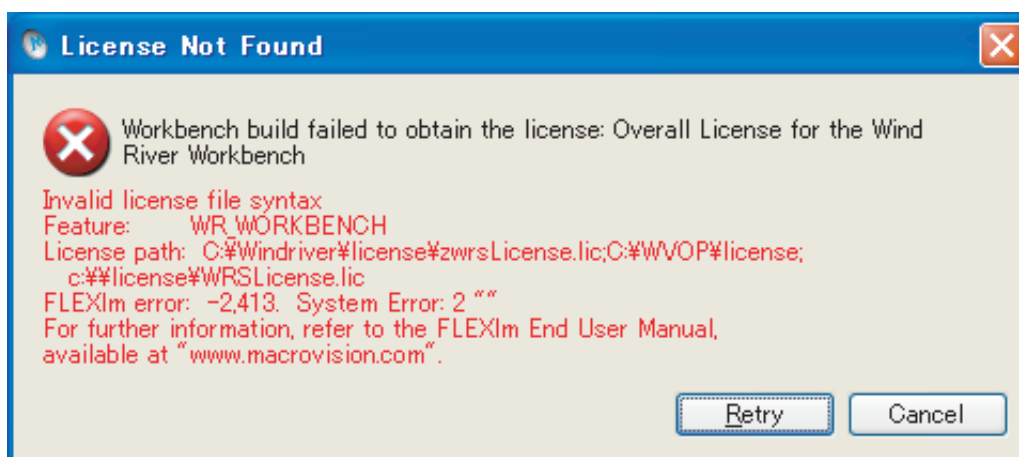 License Not Found
Workbench build failed to obtain the license: Overall License for the Wind
River Workbench
Invalid license file syntax
Feature: WR_WORKBENCH
License path: C:¥Windriver¥license¥zwrsLicense.lic;C:¥WVOP¥license;
c:¥¥license¥WRSLicense.lic
FLEXlm error: -2,413. System Error: 2 ""
For further information, refer to the FLEXlm End User Manual,
available at "www.macrovision.com".
Retry Cancel